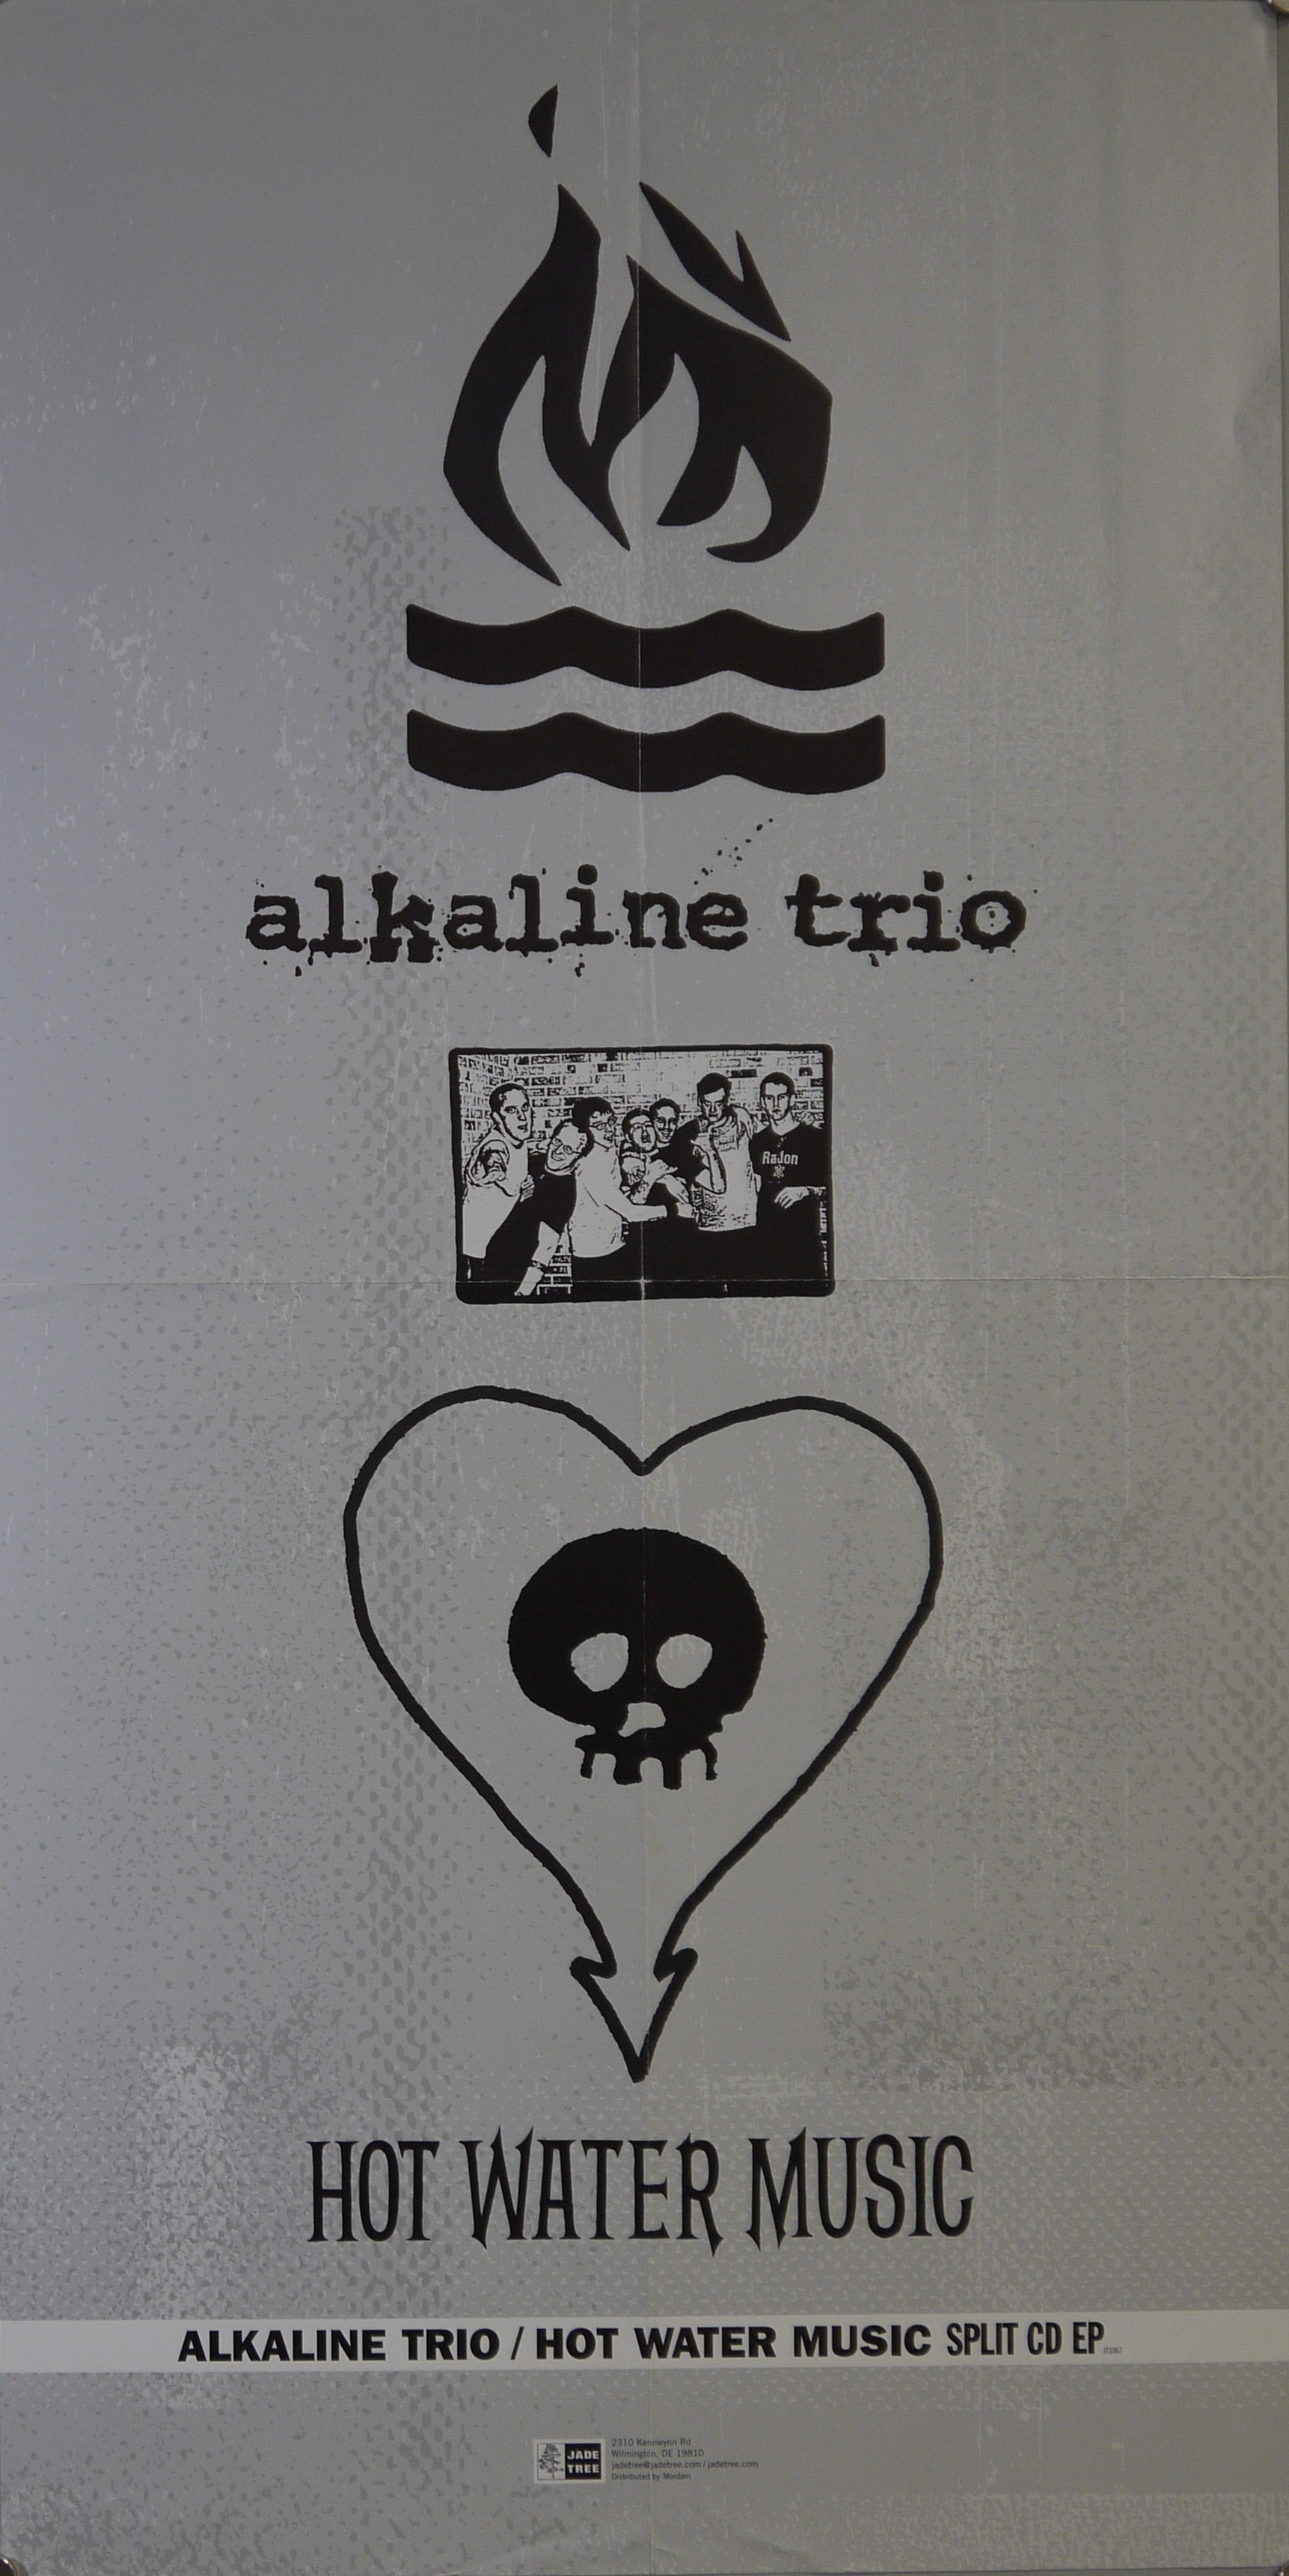 alkaline trio
HOT WATER MUSIC
ALKALINE TRIO / HOT WATER MUSIC SPLIT CD EP
JADE
TREE
2310 Kennwynn Rd
Wilmington, DE 19810
jadetree@jadetree.com / jadetree.com
Distributed by Mordam